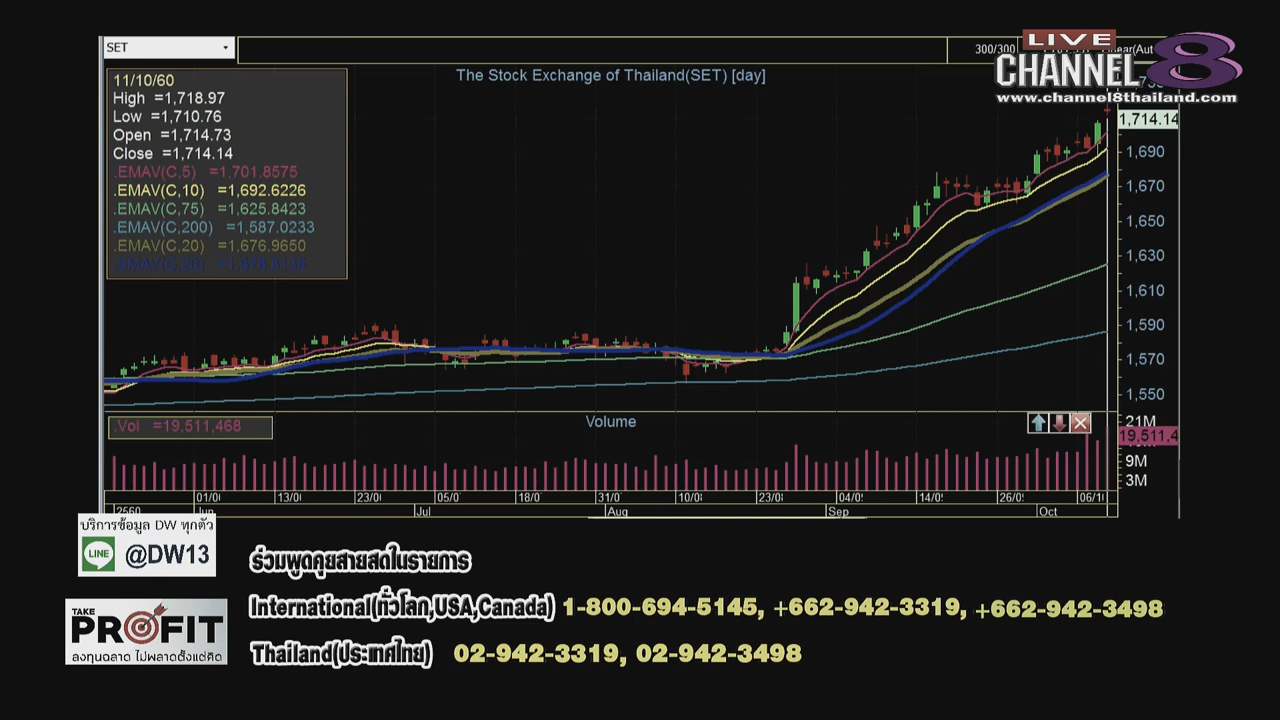 SET
300/300
LIVE
CHANNEL 8
www.channel8thailand.com
The Stock Exchange of Thailand(SET) [day]
11/10/60
High =1,718.97
Low =1,710.76
Open =1,714.73
Close =1,714.14
.EMAV(C,5) =1,701.8575
.EMAV(C,10) =1,692.6226
.EMAV(C,75) =1,625.8423
.EMAV(C,200) =1,587.0233
.EMAV(C,20) =1,676.9650
1,714.14
1,690
1,670
1,650
1,630
1,610
1,590
1,570
1,550
.Vol =19,511,468
Volume
21M
19,511,4
9M
3M
01/0 13/0 23/0 05/0 18/0 31/0 10/0 23/0 04/0 14/0 26/0 06/1
2560 Jun Jul Aug Sep Oct
บริการข้อมูล DW ทุกตัว
LINE @DW13
ร่วมพูดคุยสายสดในรายการ
International(ทั่วโลก,USA,Canada) 1-800-694-5145, +662-942-3319, +662-942-3498
TAKE
PROFIT
ลงทุนฉลาด ไม่พลาดตั้งแต่คิด
Thailand(ประเทศไทย) 02-942-3319, 02-942-3498